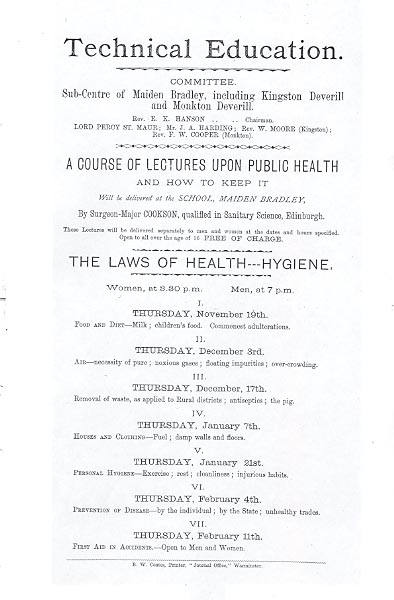 Technical Education.
COMMITTEE.
Sub-Centre of Maiden Bradley, including Kingston Deverill
and Monkton Deverill.
Rev. E. K. HANSON .. .. Chairman.
LORD PERCY ST. MAUR; Mr. J. A. HARDING; Rev. W. MOORE (Kingston);
Rev. F. W. COOPER (Monkton).
A COURSE OF LECTURES UPON PUBLIC HEALTH
AND HOW TO KEEP IT
Will be delivered at the SCHOOL, MAIDEN BRADLEY,
By Surgeon-Major COOKSON, qualified in Sanitary Science, Edinburgh.
These Lectures will be delivered separately to men and women at the dates and hours specified.
Open to all over the age of 16 FREE OF CHARGE.
THE LAWS OF HEALTH---HYGIENE.
Women, at 3.30 p.m. Men, at 7 p.m.
I.
THURSDAY, November 19th.
FOOD AND DIET—Milk; children's food. Commonest adulterations.
II.
THURSDAY, December 3rd.
AIR—necessity of pure; noxious gases; floating impurities; over-crowding.
III.
THURSDAY, December, 17th.
Removal of waste, as applied to Rural districts; antiseptics; the pig.
IV.
THURSDAY, January 7th.
HOUSES AND CLOTHING—Fuel; damp walls and floors.
V.
THURSDAY, January 21st.
PERSONAL HYGIENE—Exercise; rest; cleanliness; injurious habits.
VI.
THURSDAY, February 4th.
PREVENTION OF DISEASE—by the individual; by the State; unhealthy trades.
VII.
THURSDAY, February 11th.
FIRST AID IN ACCIDENTS.—Open to Men and Women.
B. W. Coates, Printer, "Journal Office," Warminster.